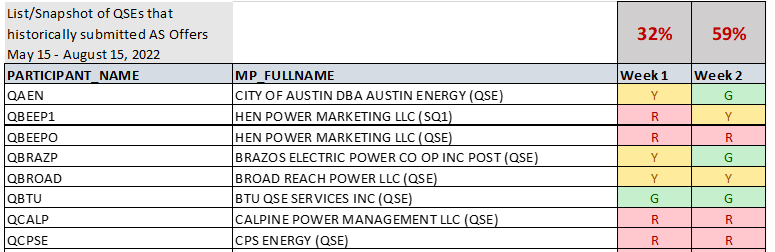 List/Snapshot of QSEs that
historically submitted AS Offers
May 15 - August 15, 2022
32% 59%
PARTICIPANT_NAME MP_FULLNAME Week 1 Week 2
QAEN CITY OF AUSTIN DBA AUSTIN ENERGY (QSE) Y G
QBEEP1 HEN POWER MARKETING LLC (SQ1) R Y
QBEEPO HEN POWER MARKETING LLC (QSE) R R
QBRAZP BRAZOS ELECTRIC POWER CO OP INC POST (QSE) Y G
QBROAD BROAD REACH POWER LLC (QSE) Y Y
QBTU BTU QSE SERVICES INC (QSE) G G
QCALP CALPINE POWER MANAGEMENT LLC (QSE) R R
QCPSE CPS ENERGY (QSE) R R